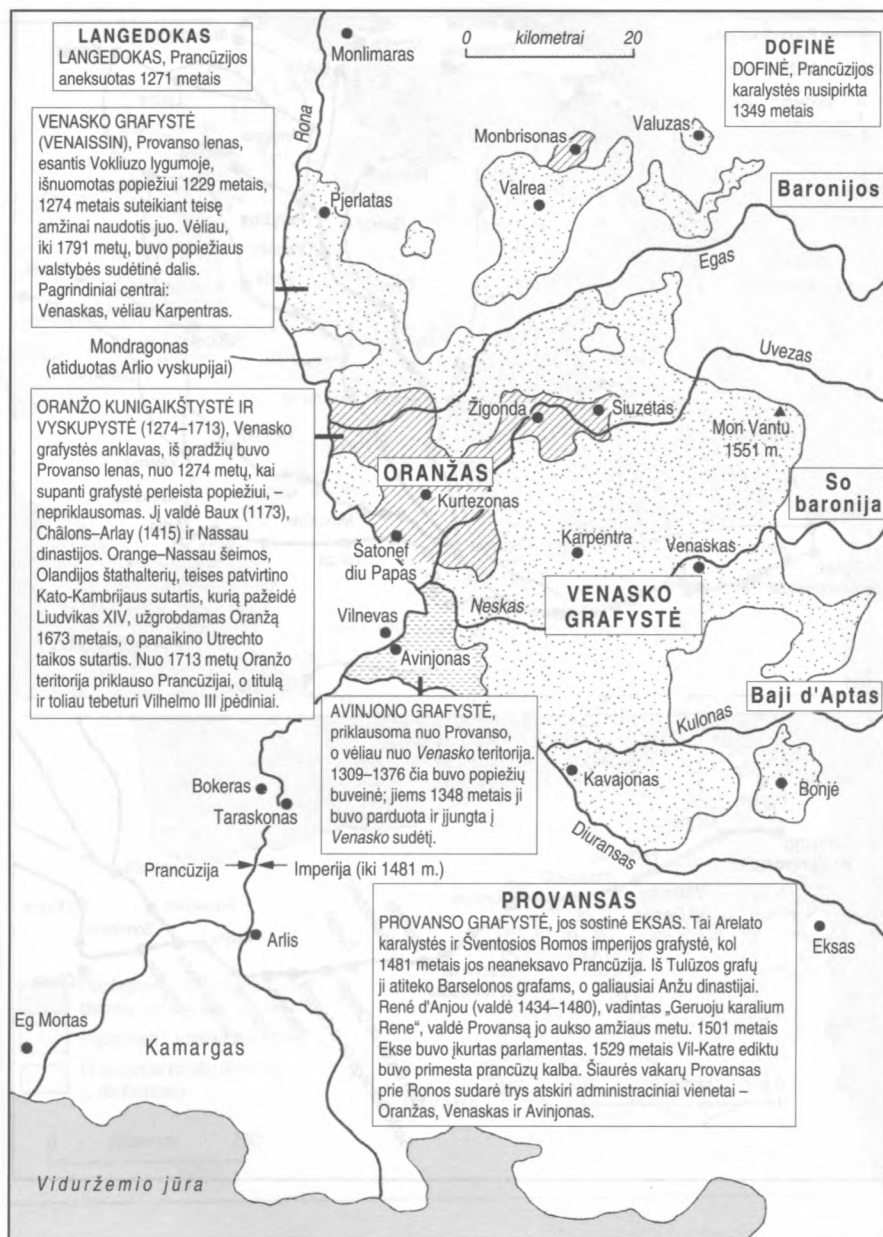 LANGEDOKAS
LANGEDOKAS, Prancūzijos
aneksuotas 1271 metais
Monlimaras
0 kilometrai 20
DOFINĖ
DOFINĖ, Prancūzijos
karalystės nusipirkta
1349 metais
VENASKO GRAFYSTĖ
(VENAISSIN), Provanso lenas,
esantis Vokliuzo lygumoje,
išnuomotas popiežiui 1229 metais,
1274 metais suteikiant teisę
amžinai naudotis juo. Vėliau,
iki 1791 metų, buvo popiežiaus
valstybės sudėtinė dalis.
Pagrindiniai centrai:
Venaskas, vėliau Karpentras.
Rona
Monbrisonas
Valuzas
Valrea
Pjerlatas
Baronijos
Egas
Mondragonas
(atiduotas Arlio vyskupijai)
Uvezas
ORANŽO KUNIGAIKŠTYSTĖ IR
VYSKUPYSTĖ (1274–1713), Venasko
grafystės anklavas, iš pradžių buvo
Provanso lenas, nuo 1274 metų, kai
supanti grafystė perleista popiežiui, –
nepriklausomas. Jį valdė Baux (1173),
Châlons–Arlay (1415) ir Nassau
dinastijos. Orange–Nassau šeimos,
Olandijos štathalterių, teises patvirtino
Kato-Kambrijaus sutartis, kurią pažeidė
Liudvikas XIV, užgrobdamas Oranžą
1673 metais, o panaikino Utrechto
taikos sutartis. Nuo 1713 metų Oranžo
teritorija priklauso Prancūzijai, o titulą
ir toliau tebeturi Vilhelmo III įpėdiniai.
Žigonda
Siuzetas
Mon Vantu
1551 m.
ORANŽAS
Kurtezonas
So
baronija
Šatonef
diu Papas
Karpentra
Venaskas
Neskas
VENASKO
GRAFYSTĖ
Vilnevas
Avinjonas
Baji d'Aptas
AVINJONO GRAFYSTĖ,
priklausoma nuo Provanso,
o vėliau nuo Venasko teritorija.
1309–1376 čia buvo popiežių
buveinė; jiems 1348 metais ji
buvo parduota ir įjungta į
Venasko sudėtį.
Kulonas
Kavajonas
Bonjė
Bokeras
Taraskonas
Diuransas
Prancūzija Imperija (iki 1481 m.)
PROVANSAS
PROVANSO GRAFYSTĖ, jos sostinė EKSAS. Tai Arelato
karalystės ir Šventosios Romos imperijos grafystė, kol
1481 metais jos neaneksavo Prancūzija. Iš Tulūzos grafų
ji atiteko Barselonos grafams, o galiausiai Anžu dinastijai.
René d'Anjou (valdė 1434–1480), vadintas „Geruoju karalium
Rene“, valdė Provansą jo aukso amžiaus metu. 1501 metais
Ekse buvo įkurtas parlamentas. 1529 metais Vil-Katre ediktu
buvo primesta prancūzų kalba. Šiaurės vakarų Provansas
prie Ronos sudarė trys atskiri administraciniai vienetai –
Oranžas, Venaskas ir Avinjonas.
Eksas
Arlis
Eg Mortas
Kamargas
Viduržemio jūra